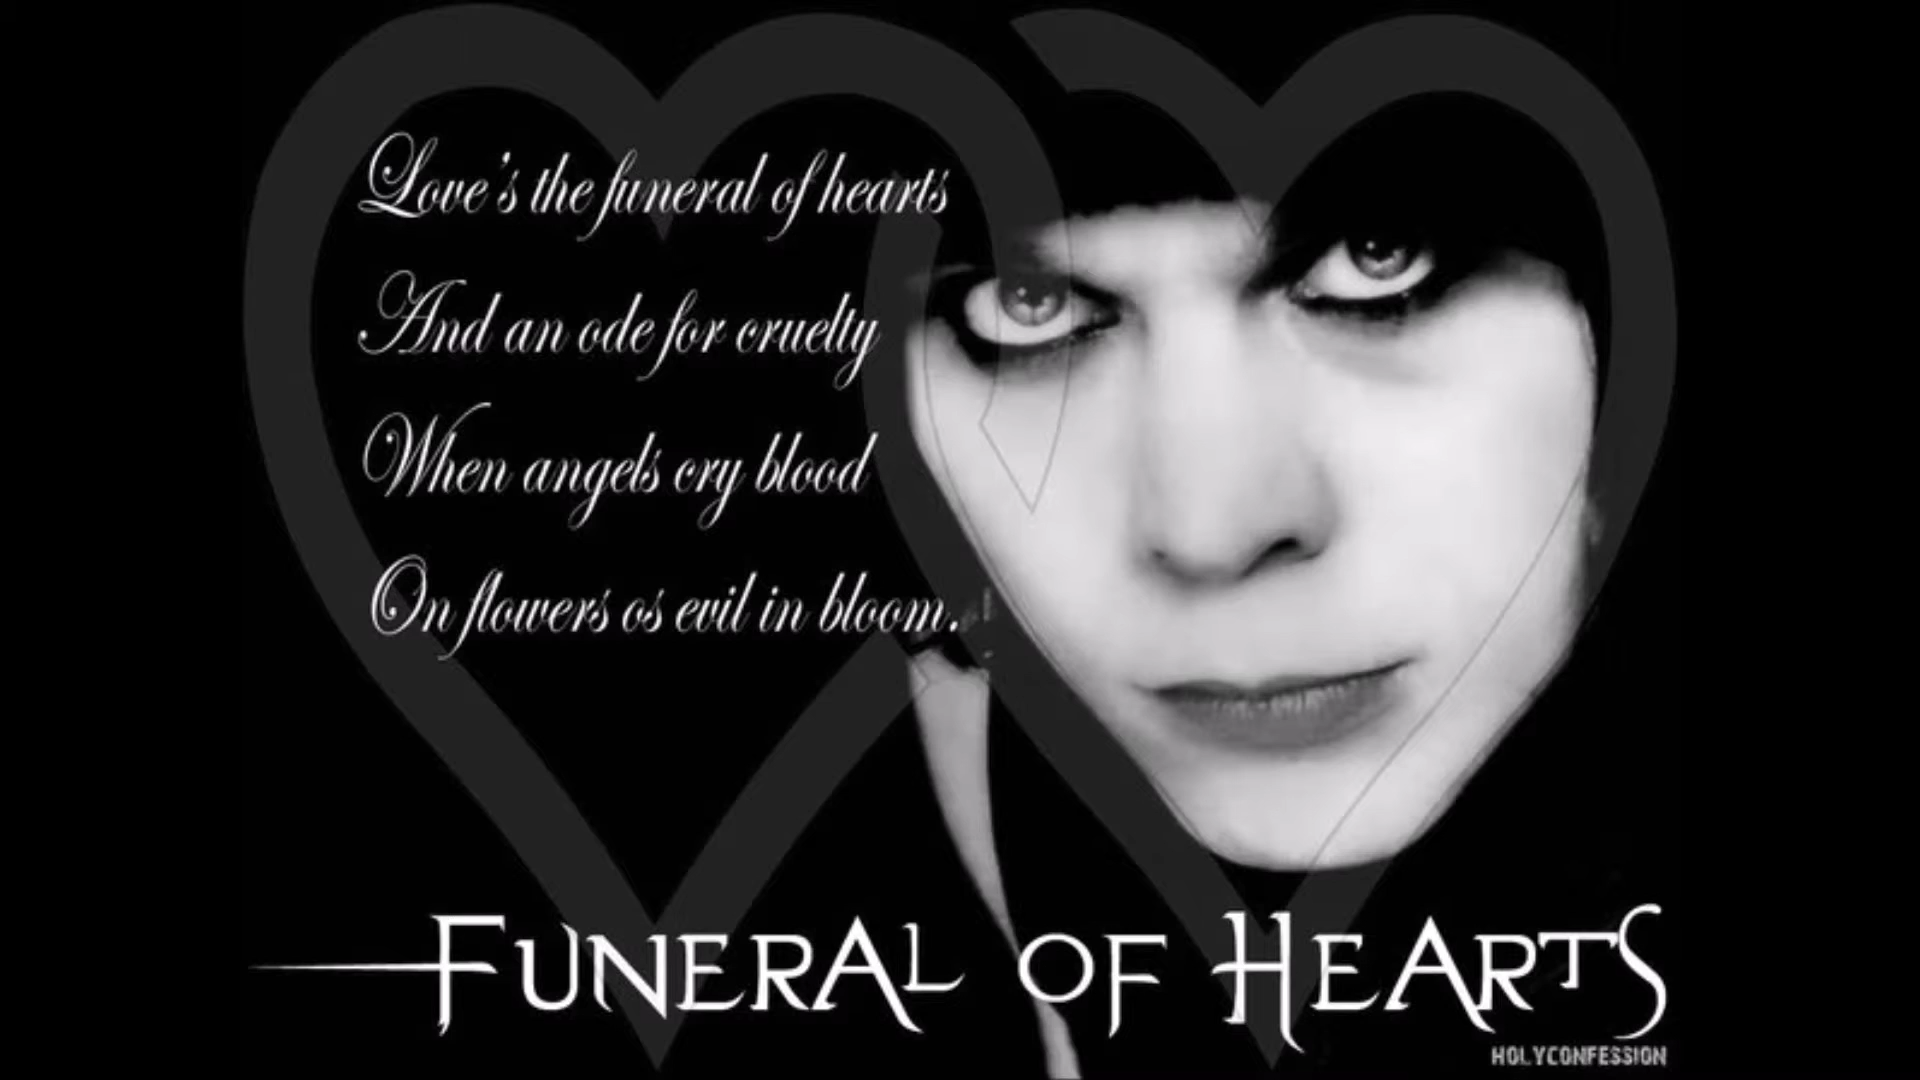 Love's the funeral of hearts
And an ode for cruelty
When angels cry blood
On flowers os evil in bloom.
FUNERAL OF HEARTS
HOLYCONFESSION